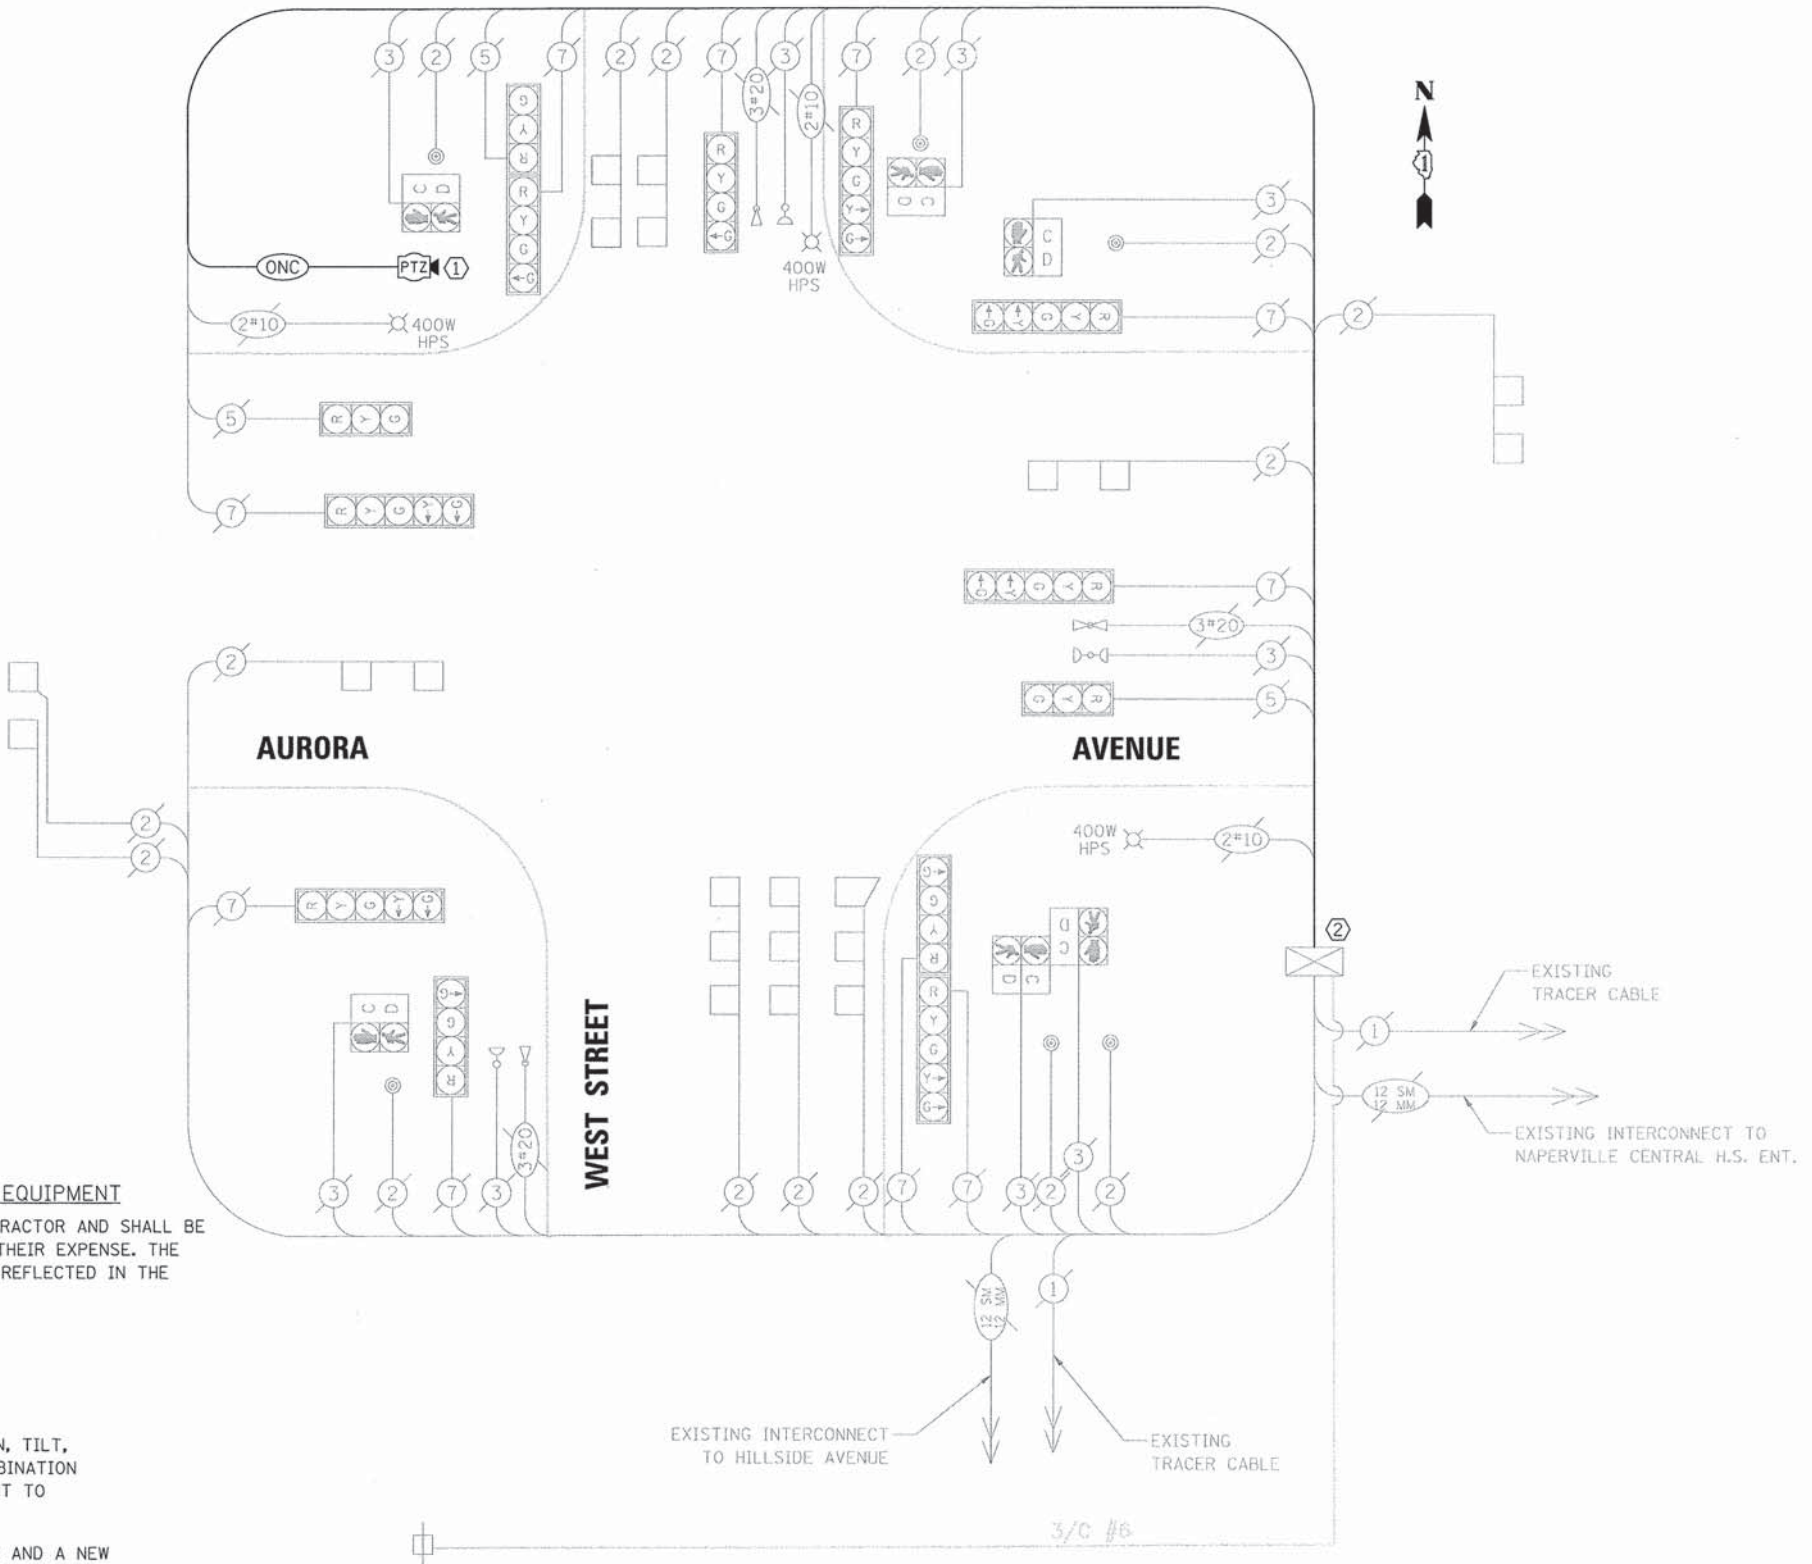 3 2 5 7 2 2 7 3#20 3 2#10 7 2 3
N
1
G Y R R Y G ←G
C D
R Y G ←G
R Y G Y→ G→
D C
400W
HPS
C D
3
2
ONC PTZ 1
2#10 400W
HPS
←G ←Y G Y R 7
2
5 R Y G
2
7 R Y G ←Y ←G
←G ←Y G Y R 7
3#20
2
3
G Y R 5
AURORA AVENUE
2
2
400W
HPS 2#10
7 R Y G ←Y ←G
←G G Y R R Y G Y→ G→
D C
D C
2
C D
←G G Y R
EXISTING
TRACER CABLE
1
WEST STREET
12 SM
12 MM
EXISTING INTERCONNECT TO
NAPERVILLE CENTRAL H.S. ENT.
3#20
3
3 2 7 3 2 2 2 7 7 3 2 2
EQUIPMENT
RACTOR AND SHALL BE
THEIR EXPENSE. THE
REFLECTED IN THE
12 SM
12 MM
1
EXISTING INTERCONNECT
TO HILLSIDE AVENUE
EXISTING
TRACER CABLE
N, TILT,
BINATION
T TO
3/C #6
AND A NEW